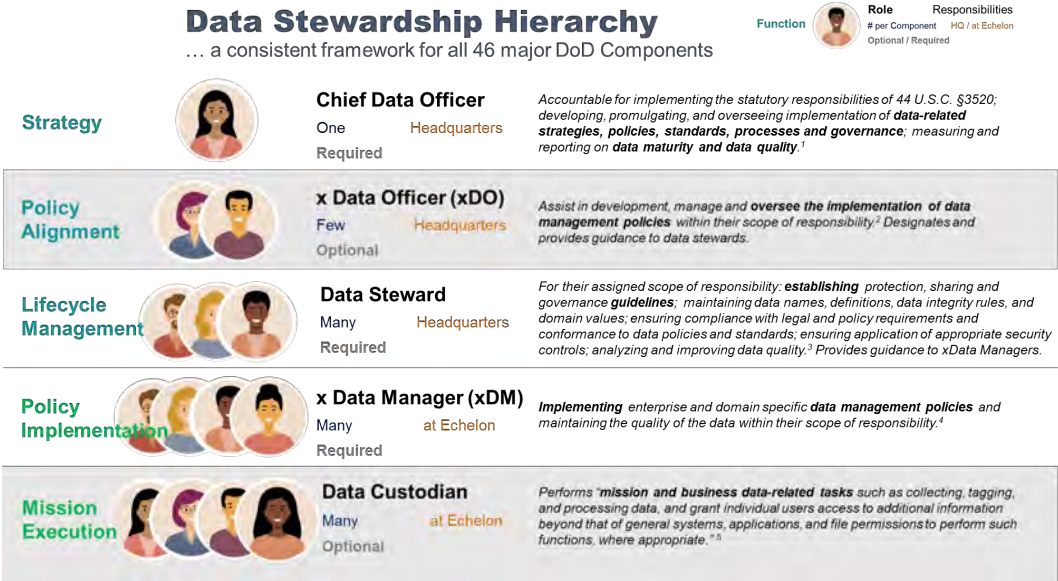 Data Stewardship Hierarchy
… a consistent framework for all 46 major DoD Components
Function
Role Responsibilities
# per Component HQ / at Echelon
Optional / Required
Strategy
Chief Data Officer
One Headquarters
Required
Accountable for implementing the statutory responsibilities of 44 U.S.C. §3520;
developing, promulgating, and overseeing implementation of data-related
strategies, policies, standards, processes and governance; measuring and
reporting on data maturity and data quality.1
Policy
Alignment
x Data Officer (xDO)
Few Headquarters
Optional
Assist in development, manage and oversee the implementation of data
management policies within their scope of responsibility.2 Designates and
provides guidance to data stewards.
Lifecycle
Management
Data Steward
Many Headquarters
Required
For their assigned scope of responsibility: establishing protection, sharing and
governance guidelines; maintaining data names, definitions, data integrity rules, and
domain values; ensuring compliance with legal and policy requirements and
conformance to data policies and standards; ensuring application of appropriate security
controls; analyzing and improving data quality.3 Provides guidance to xData Managers.
Policy
Implementation
x Data Manager (xDM)
Many at Echelon
Required
Implementing enterprise and domain specific data management policies and
maintaining the quality of the data within their scope of responsibility.4
Mission
Execution
Data Custodian
Many at Echelon
Optional
Performs "mission and business data-related tasks such as collecting, tagging,
and processing data, and grant individual users access to additional information
beyond that of general systems, applications, and file permissions to perform such
functions, where appropriate." 5